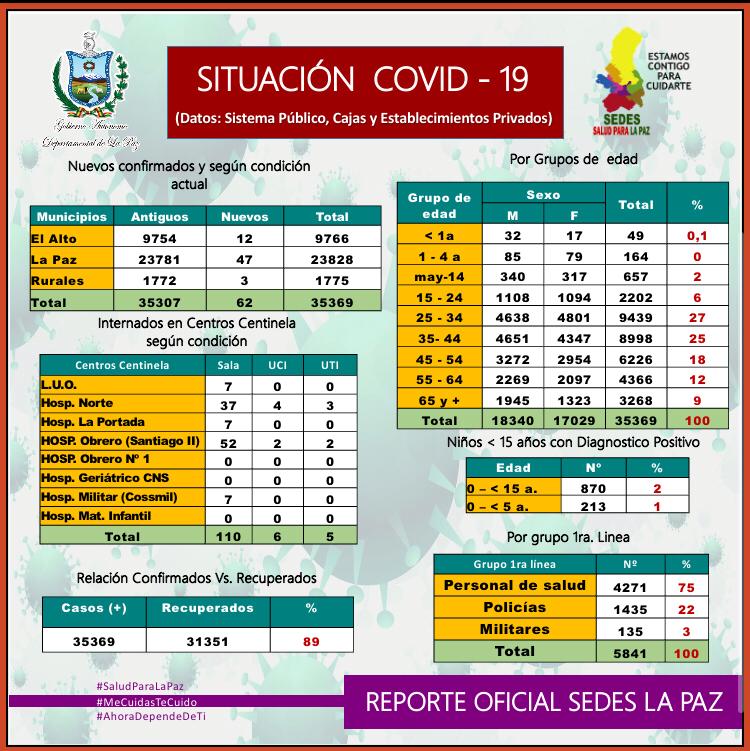 Gobierno Autónomo
Departamental de La Paz
SITUACIÓN COVID - 19
(Datos: Sistema Público, Cajas y Establecimientos Privados)
ESTAMOS
CONTIGO
PARA
CUIDARTE
SEDES
SALUD PARA LA PAZ
Nuevos confirmados y según condición
actual
Municipios Antiguos Nuevos Total
El Alto 9754 12 9766
La Paz 23781 47 23828
Rurales 1772 3 1775
Total 35307 62 35369
Internados en Centros Centinela
según condición
Centros Centinela Sala UCI UTI
L.U.O. 7 0 0
Hosp. Norte 37 4 3
Hosp. La Portada 7 0 0
HOSP. Obrero (Santiago II) 52 2 2
HOSP. Obrero Nº 1 0 0 0
Hosp. Geriátrico CNS 0 0 0
Hosp. Militar (Cossmil) 7 0 0
Hosp. Mat. Infantil 0 0 0
Total 110 6 5
Relación Confirmados Vs. Recuperados
Casos (+) Recuperados %
35369 31351 89
Por Grupos de edad
Grupo de edad Sexo Total %
M F
< 1a 32 17 49 0,1
1 - 4 a 85 79 164 0
may-14 340 317 657 2
15 - 24 1108 1094 2202 6
25 - 34 4638 4801 9439 27
35- 44 4651 4347 8998 25
45 - 54 3272 2954 6226 18
55 - 64 2269 2097 4366 12
65 y + 1945 1323 3268 9
Total 18340 17029 35369 100
Niños < 15 años con Diagnostico Positivo
Edad Nº %
0 – < 15 a. 870 2
0 – < 5 a. 213 1
Por grupo 1ra. Linea
Grupo 1ra línea Nº %
Personal de salud 4271 75
Policías 1435 22
Militares 135 3
Total 5841 100
#SaludParaLaPaz
#MeCuidasTeCuido
#AhoraDependeDeTi
REPORTE OFICIAL SEDES LA PAZ